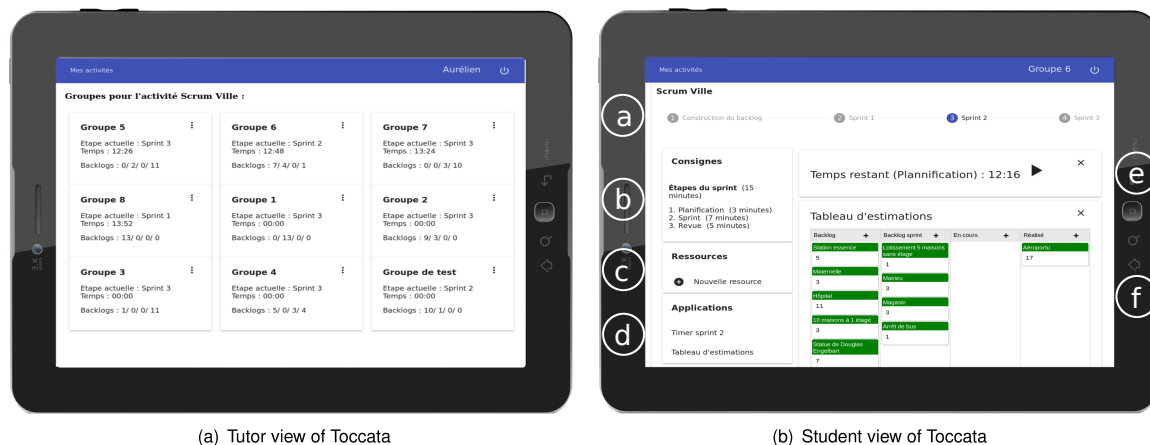 Mes activités
Aurélien
Groupes pour l'activité Scrum Ville :
Groupe 5
Etape actuelle : Sprint 3
Temps : 12:26
Backlogs : 0/ 2/ 0/ 11
Groupe 6
Etape actuelle : Sprint 2
Temps : 12:48
Backlogs : 7/ 4/ 0/ 1
Groupe 7
Etape actuelle : Sprint 3
Temps : 13:24
Backlogs : 0/ 0/ 3/ 10
Groupe 8
Etape actuelle : Sprint 1
Temps : 13:52
Backlogs : 13/ 0/ 0/ 0
Groupe 1
Etape actuelle : Sprint 3
Temps : 00:00
Backlogs : 0/ 13/ 0/ 0
Groupe 2
Etape actuelle : Sprint 3
Temps : 00:00
Backlogs : 9/ 3/ 0/ 0
Groupe 3
Etape actuelle : Sprint 3
Temps : 00:00
Backlogs : 1/ 0/ 0/ 11
Groupe 4
Etape actuelle : Sprint 3
Temps : 00:00
Backlogs : 5/ 0/ 3/ 4
Groupe de test
Etape actuelle : Sprint 2
Temps : 00:00
Backlogs : 10/ 1/ 0/ 0
menu
(a) Tutor view of Toccata
Mes activités
Groupe 6
Scrum Ville
a
1 Construction du backlog
2 Sprint 1
3 Sprint 2
4 Sprint 3
menu
b
Consignes
Étapes du sprint (15
minutes)
1. Planification (3 minutes)
2. Sprint (7 minutes)
3. Revue (5 minutes)
c
Ressources
Nouvelle resource
d
Applications
Timer sprint 2
Tableau d'estimations
e
Temps restant (Plannification) : 12:16
f
Tableau d'estimations
Backlog +
Station essence
5
Maternelle
3
Hôpital
11
10 maisons à 1 étage
3
Statue de Douglas
Engelbart
7
Backlog sprint +
Lotissement 5 maisons
sans étage
1
Mairieu
3
Magasin
3
Arrêt de bus
1
En cours +
Réalisé +
Aéroportu
17
(b) Student view of Toccata